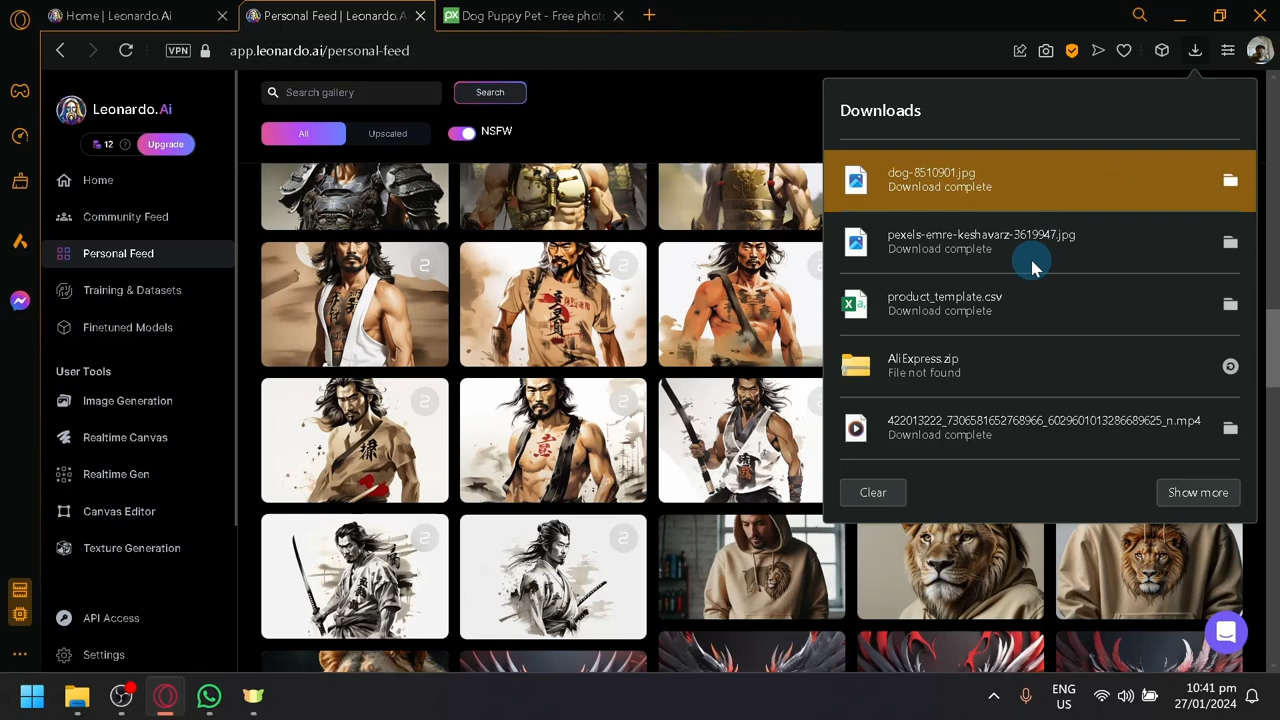 Home | Leonardo.Ai
Personal Feed | Leonardo.A
Dog Puppy Pet - Free phot
VPN
app.leonardo.ai/personal-feed
Leonardo.Ai
12
Upgrade
Home
Community Feed
Personal Feed
Training & Datasets
Finetuned Models
User Tools
Image Generation
Realtime Canvas
Realtime Gen
Canvas Editor
Texture Generation
API Access
Settings
Search gallery
Search
All
Upscaled
NSFW
Downloads
dog-8510901.jpg
Download complete
pexels-emre-keshavarz-3619947.jpg
Download complete
product_template.csv
Download complete
AliExpress.zip
File not found
422013222_7306581652768966_6029601013286689625_n.mp4
Download complete
Clear
Show more
ENG
US
10:41 pm
27/01/2024